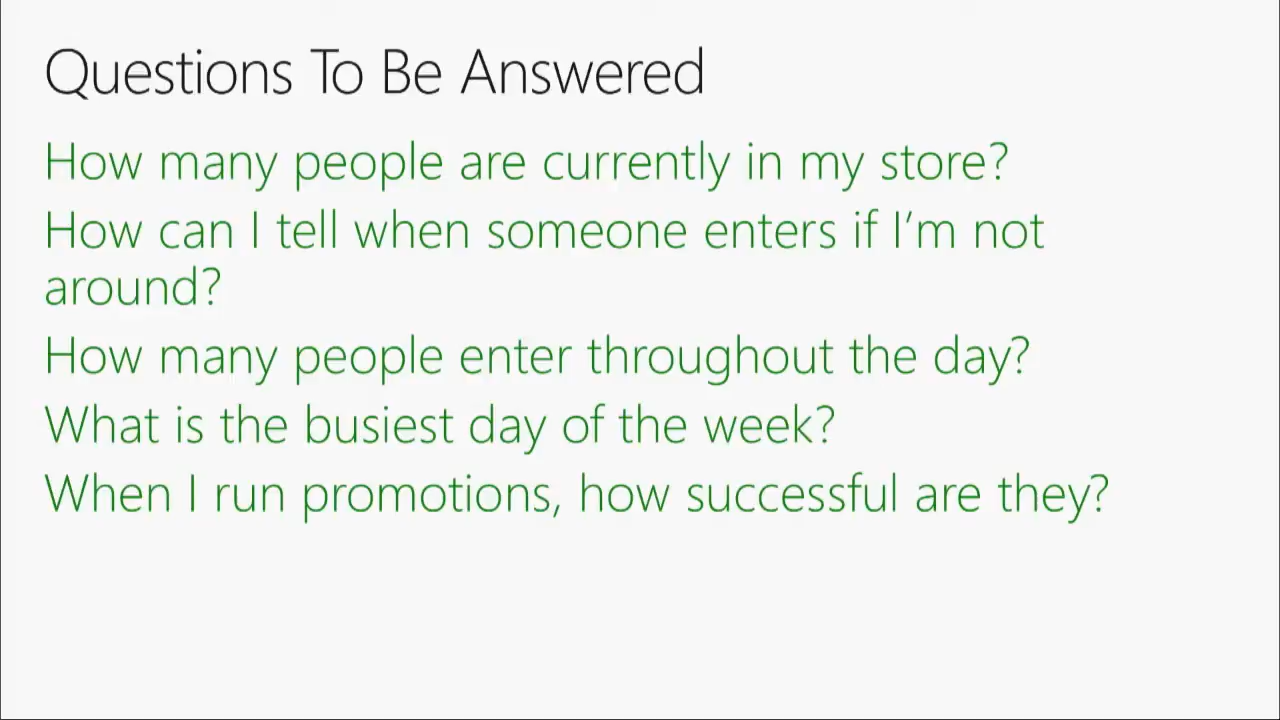 Questions To Be Answered
How many people are currently in my store?
How can I tell when someone enters if I’m not
around?
How many people enter throughout the day?
What is the busiest day of the week?
When I run promotions, how successful are they?